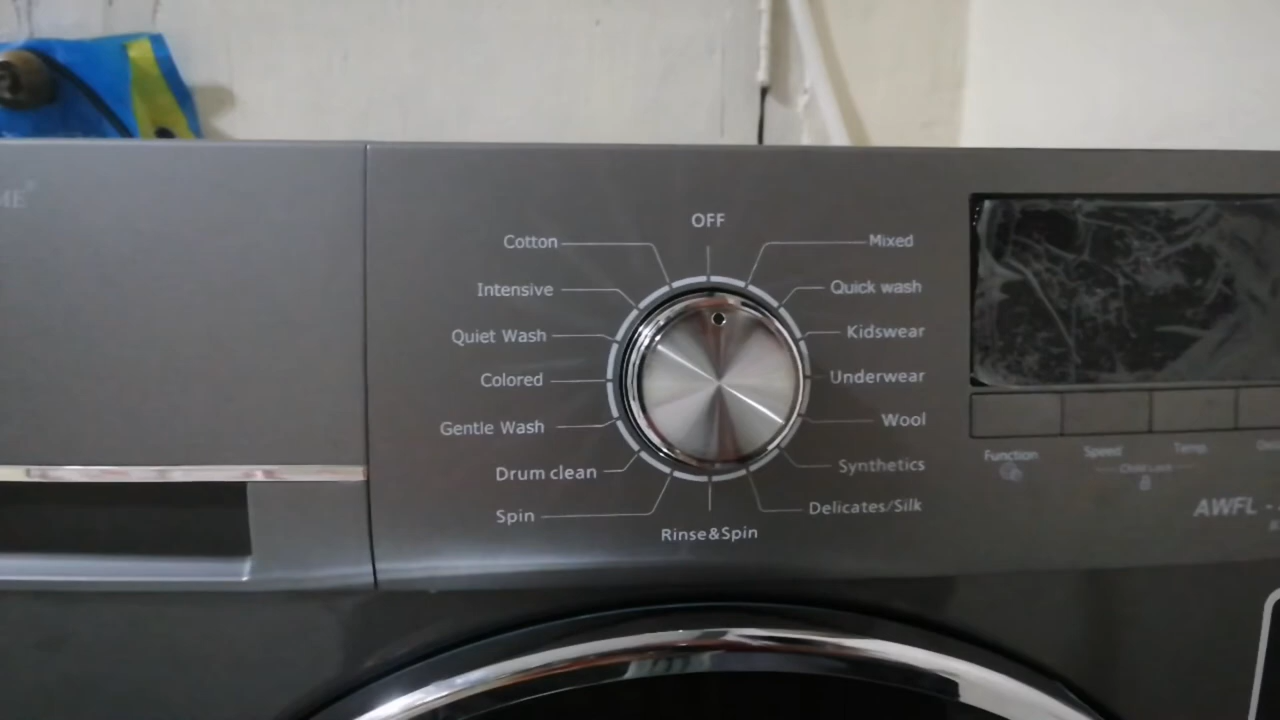 OFF
Cotton
Mixed
Intensive
Quick wash
Quiet Wash
Kidswear
Colored
Underwear
Gentle Wash
Wool
Drum clean
Synthetics
Spin
Delicates/Silk
Rinse&Spin
Function
Speed
Temp.
Child Lock
AWFL -